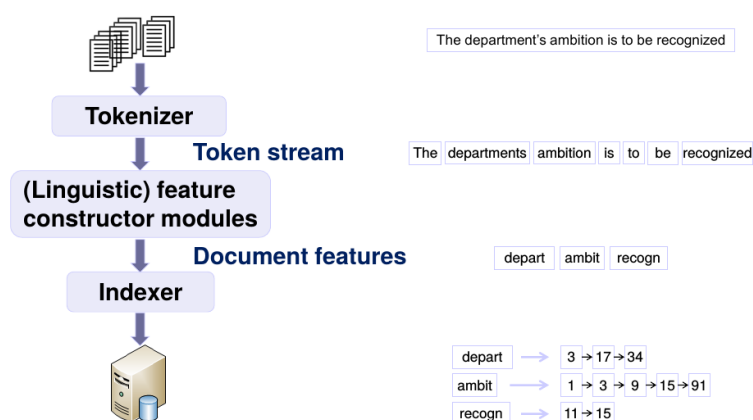 The department's ambition is to be recognized
Tokenizer
Token stream
The departments ambition is to be recognized
(Linguistic) feature
constructor modules
Document features
depart ambit recogn
Indexer
depart → 3 → 17 → 34
ambit → 1 → 3 → 9 → 15 → 91
recogn → 11 → 15